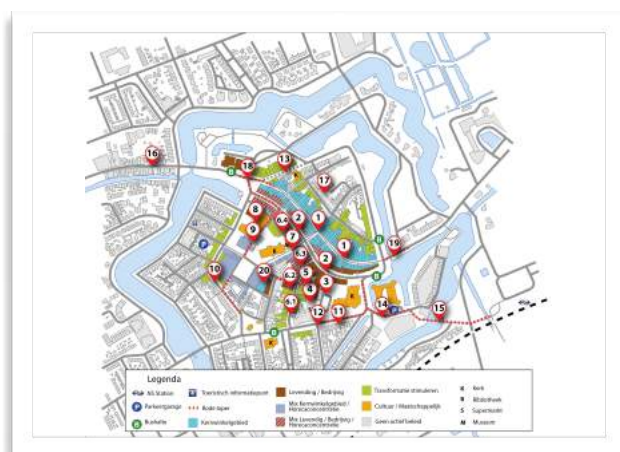 16
18
13
17
8
6.4
2
1
9
7
1
19
6.3
2
10
20
6.2
5
3
4
6.1
12
11
14
15
Legenda
NS Station
Parkeergarage
Bushalte
Toeristisch informatiepunt
Rode loper
Kernwinkelgebied
Levendig / Bedrijvig
Mix Kernwinkelgebied /
Horecaconcentratie
Mix Levendig / Bedrijvig /
Horecaconcentratie
Transformatie stimuleren
Cultuur / Maatschappelijk
Geen actief beleid
K Kerk
B Bibliotheek
S Supermarkt
M Museum